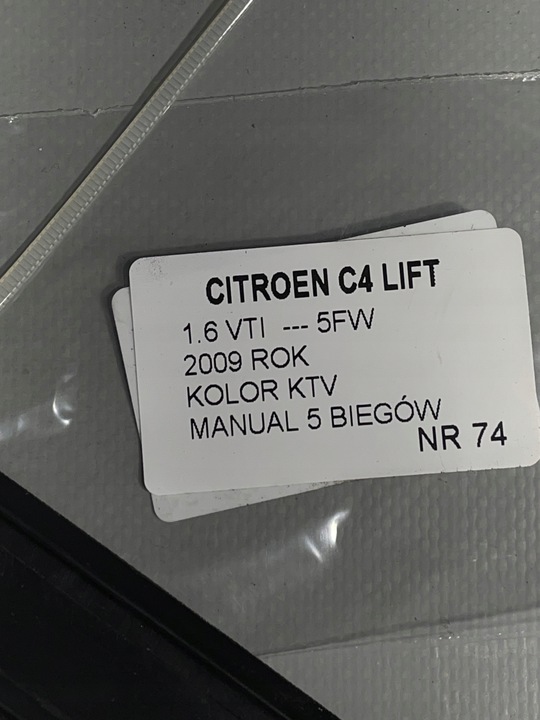 CITROEN C4 LIFT
1.6 VTI --- 5FW
2009 ROK
KOLOR KTV
MANUAL 5 BIEGÓW
NR 74